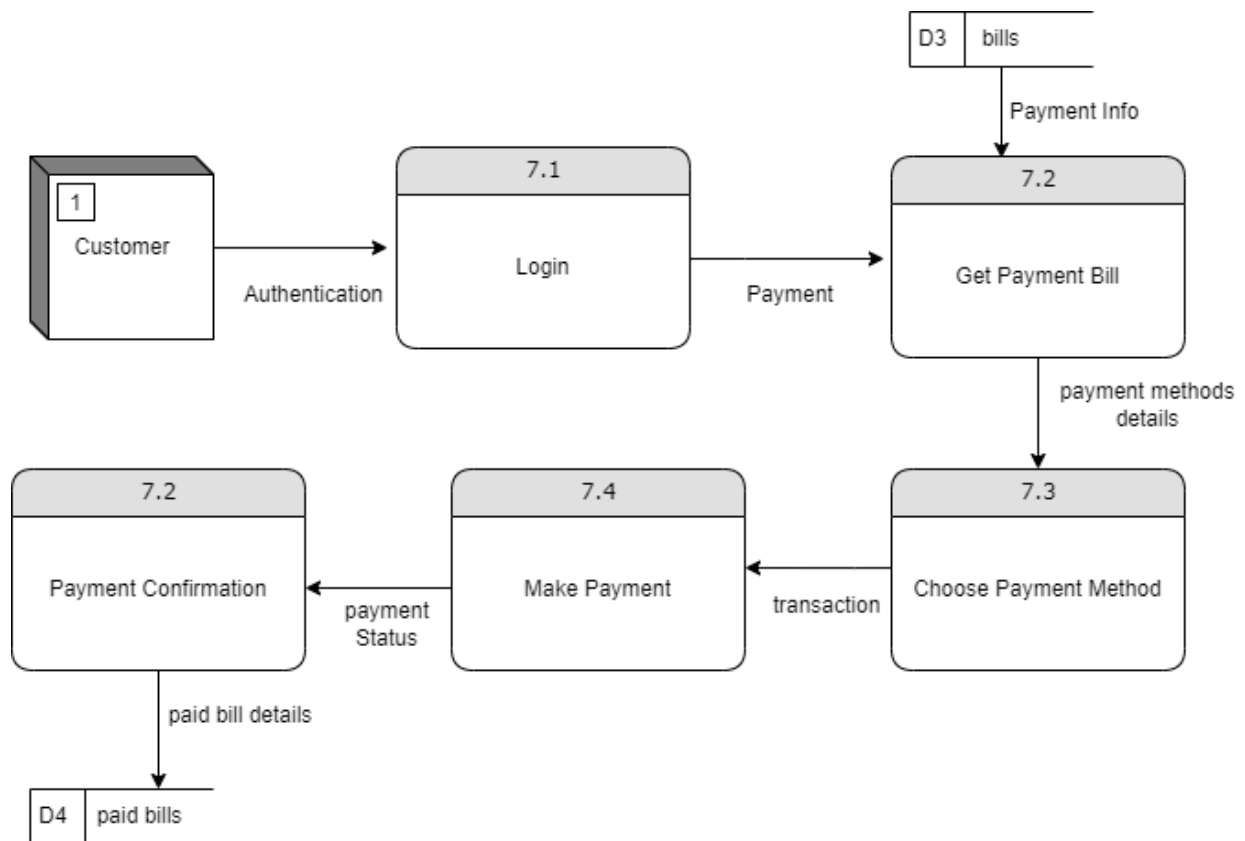 D3
bills
Payment Info
1
Customer
Authentication
7.1
Login
Payment
7.2
Get Payment Bill
payment methods
details
7.3
Choose Payment Method
transaction
7.4
Make Payment
payment
Status
7.2
Payment Confirmation
paid bill details
D4
paid bills